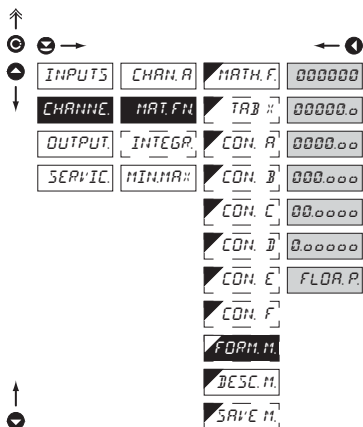 INPUTS CHAN. A MATH. F. 000000
CHANNE. MAT. FN. TAB X 00000.0
OUTPUT. INTEGR. CON. A 0000.00
SERVIC. MIN.MAX CON. B 000.000
CON. C 00.0000
CON. D 0.00000
CON. E FLOA. P.
CON. F
FORM. M.
DESC. M.
SAVE M.